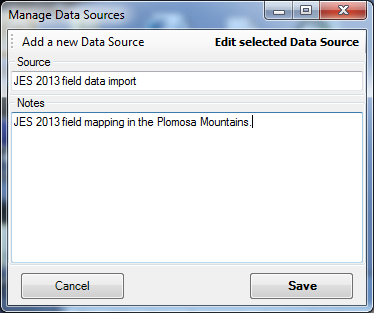 Manage Data Sources
Add a new Data Source Edit selected Data Source
Source
JES 2013 field data import
Notes
JES 2013 field mapping in the Plomosa Mountains.
Cancel Save